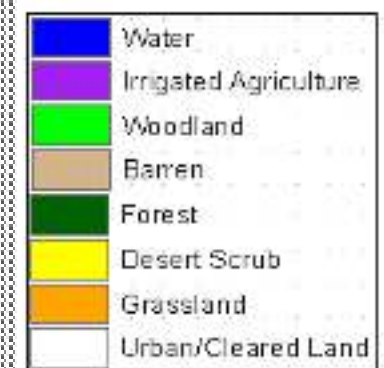 Water
Irrigated Agriculture
Woodland
Barren
Forest
Desert Scrub
Grassland
Urban/Cleared Land